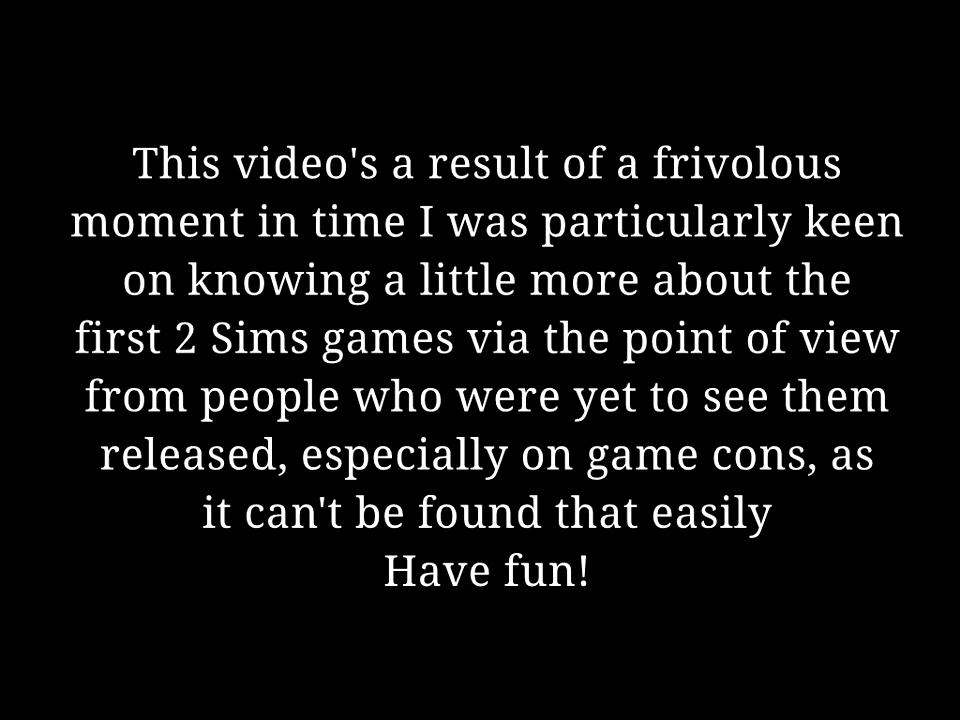 This video's a result of a frivolous
moment in time I was particularly keen
on knowing a little more about the
first 2 Sims games via the point of view
from people who were yet to see them
released, especially on game cons, as
it can't be found that easily
Have fun!